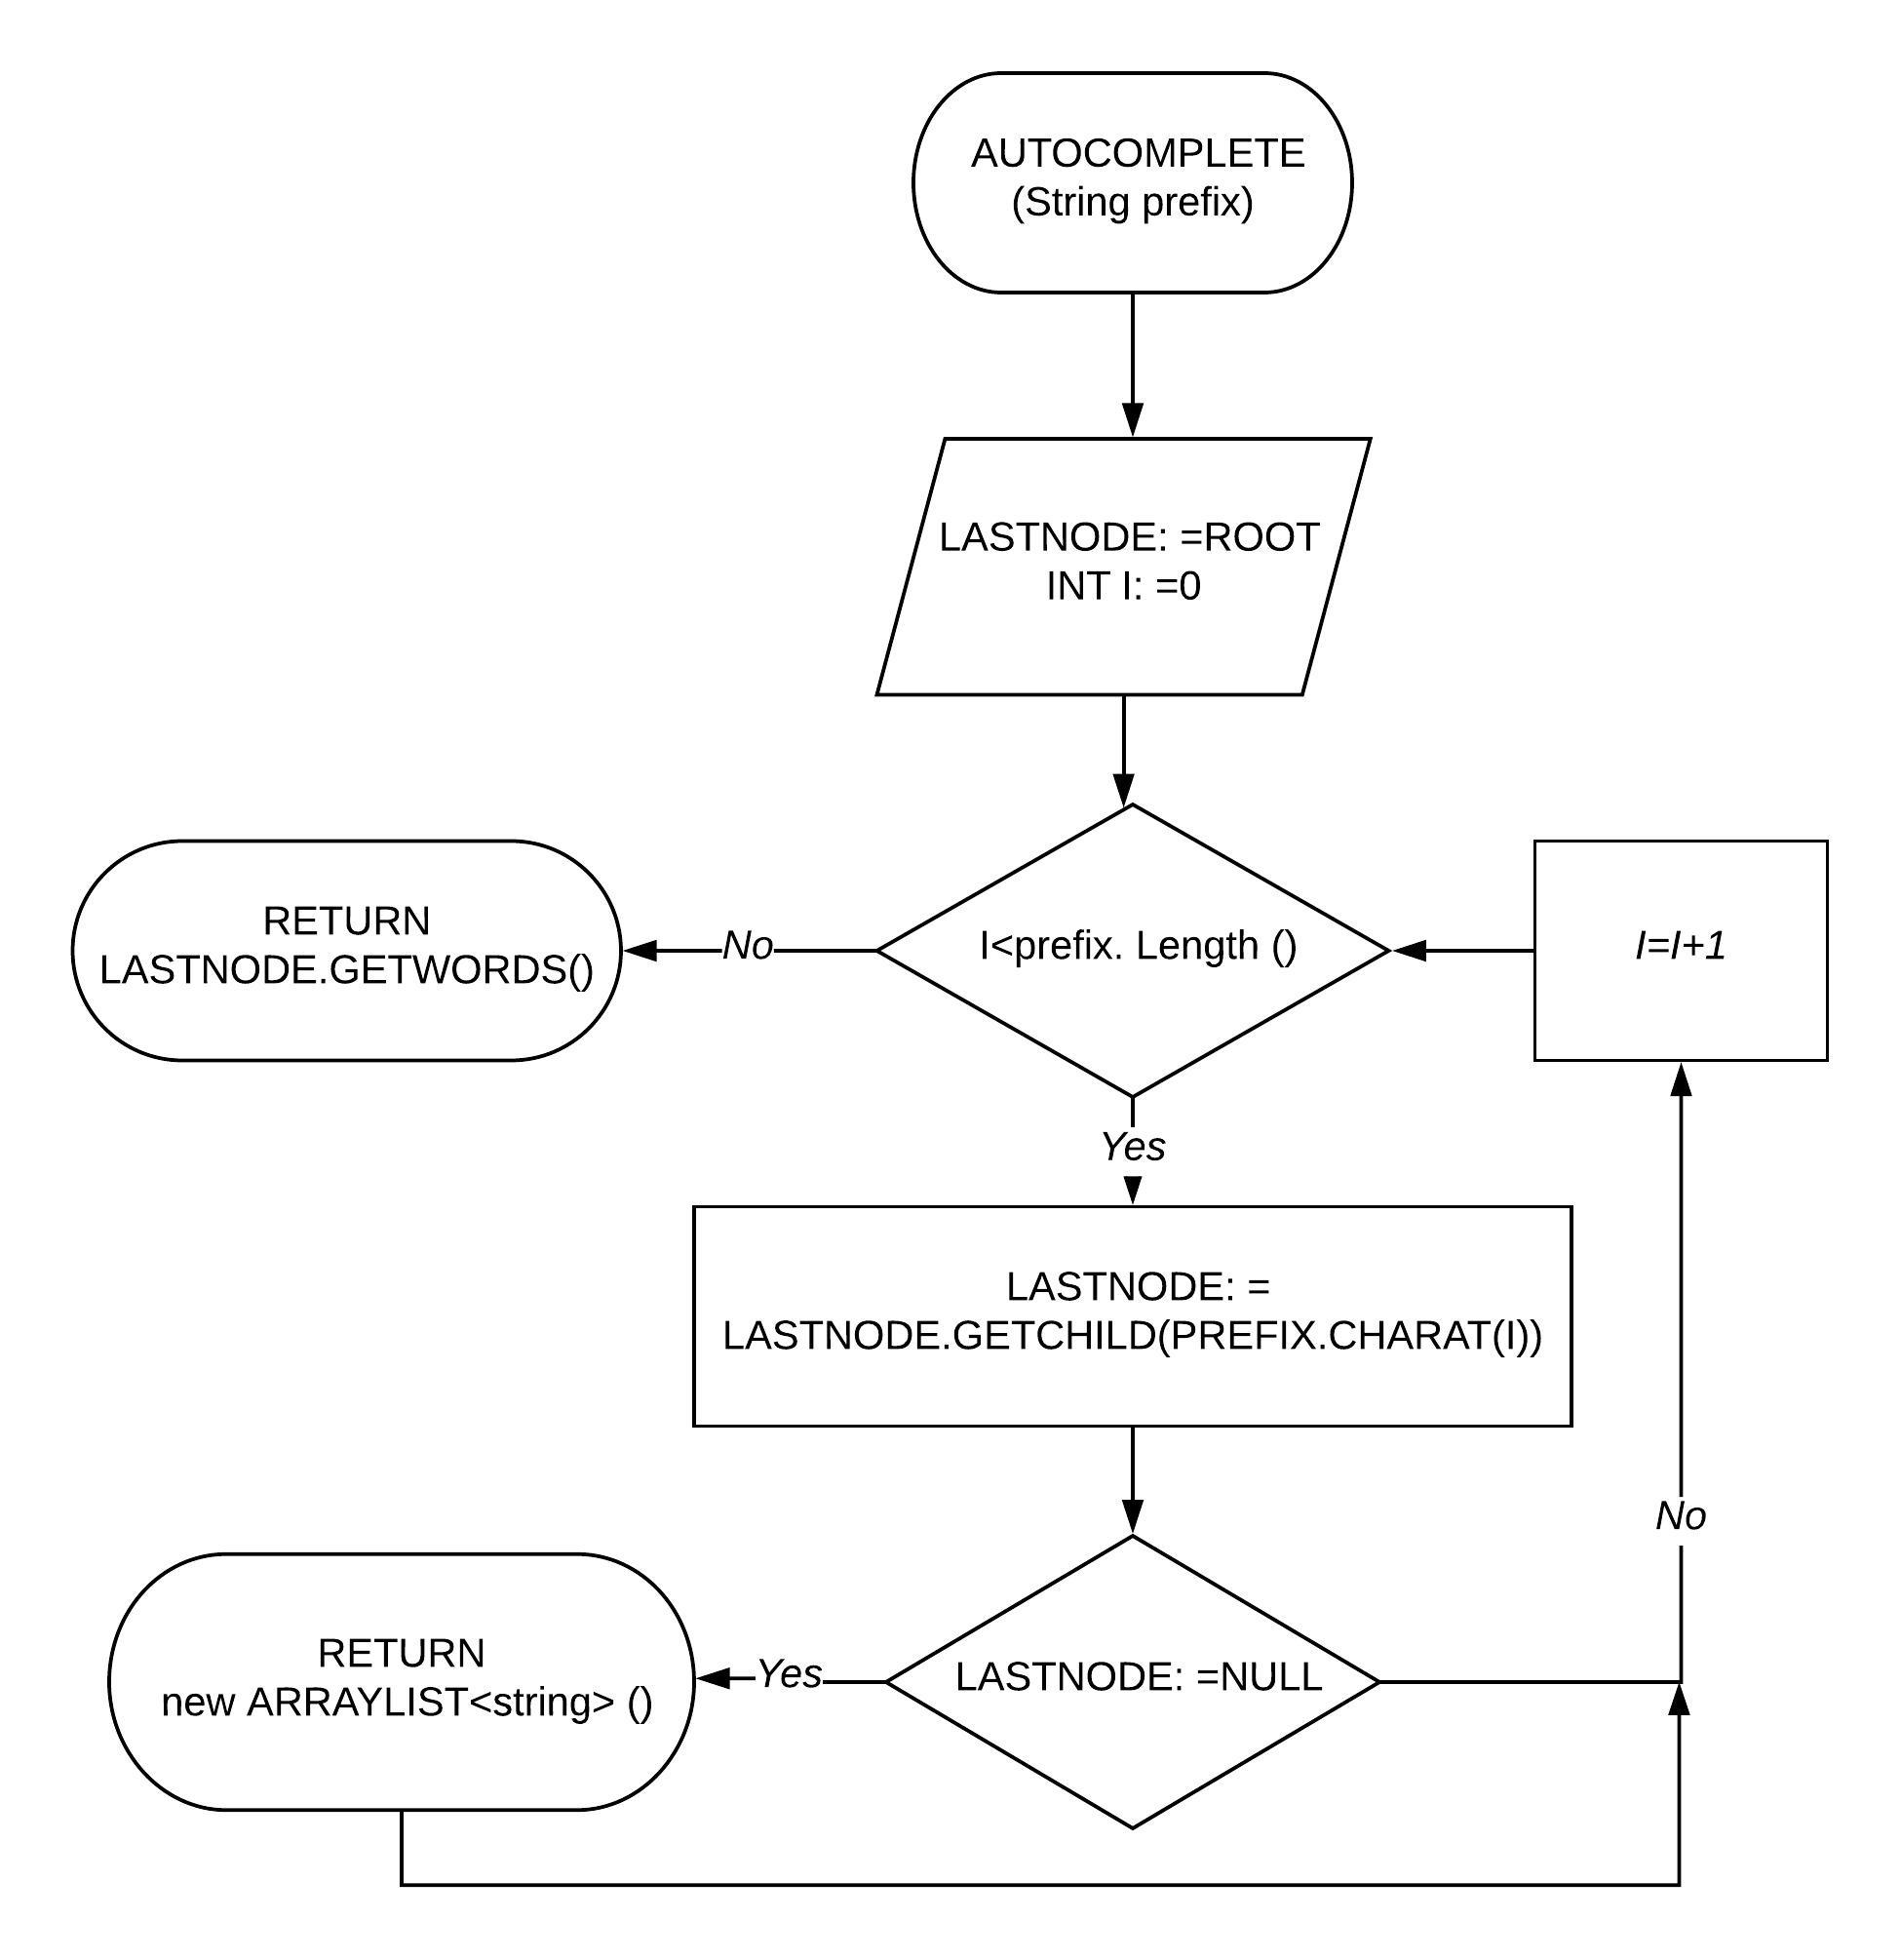 AUTOCOMPLETE
(String prefix)
LASTNODE: =ROOT
INT I: =0
I<prefix. Length ()
No
RETURN
LASTNODE.GETWORDS()
I=I+1
Yes
LASTNODE: =
LASTNODE.GETCHILD(PREFIX.CHARAT(I))
No
LASTNODE: =NULL
Yes
RETURN
new ARRAYLIST<string> ()